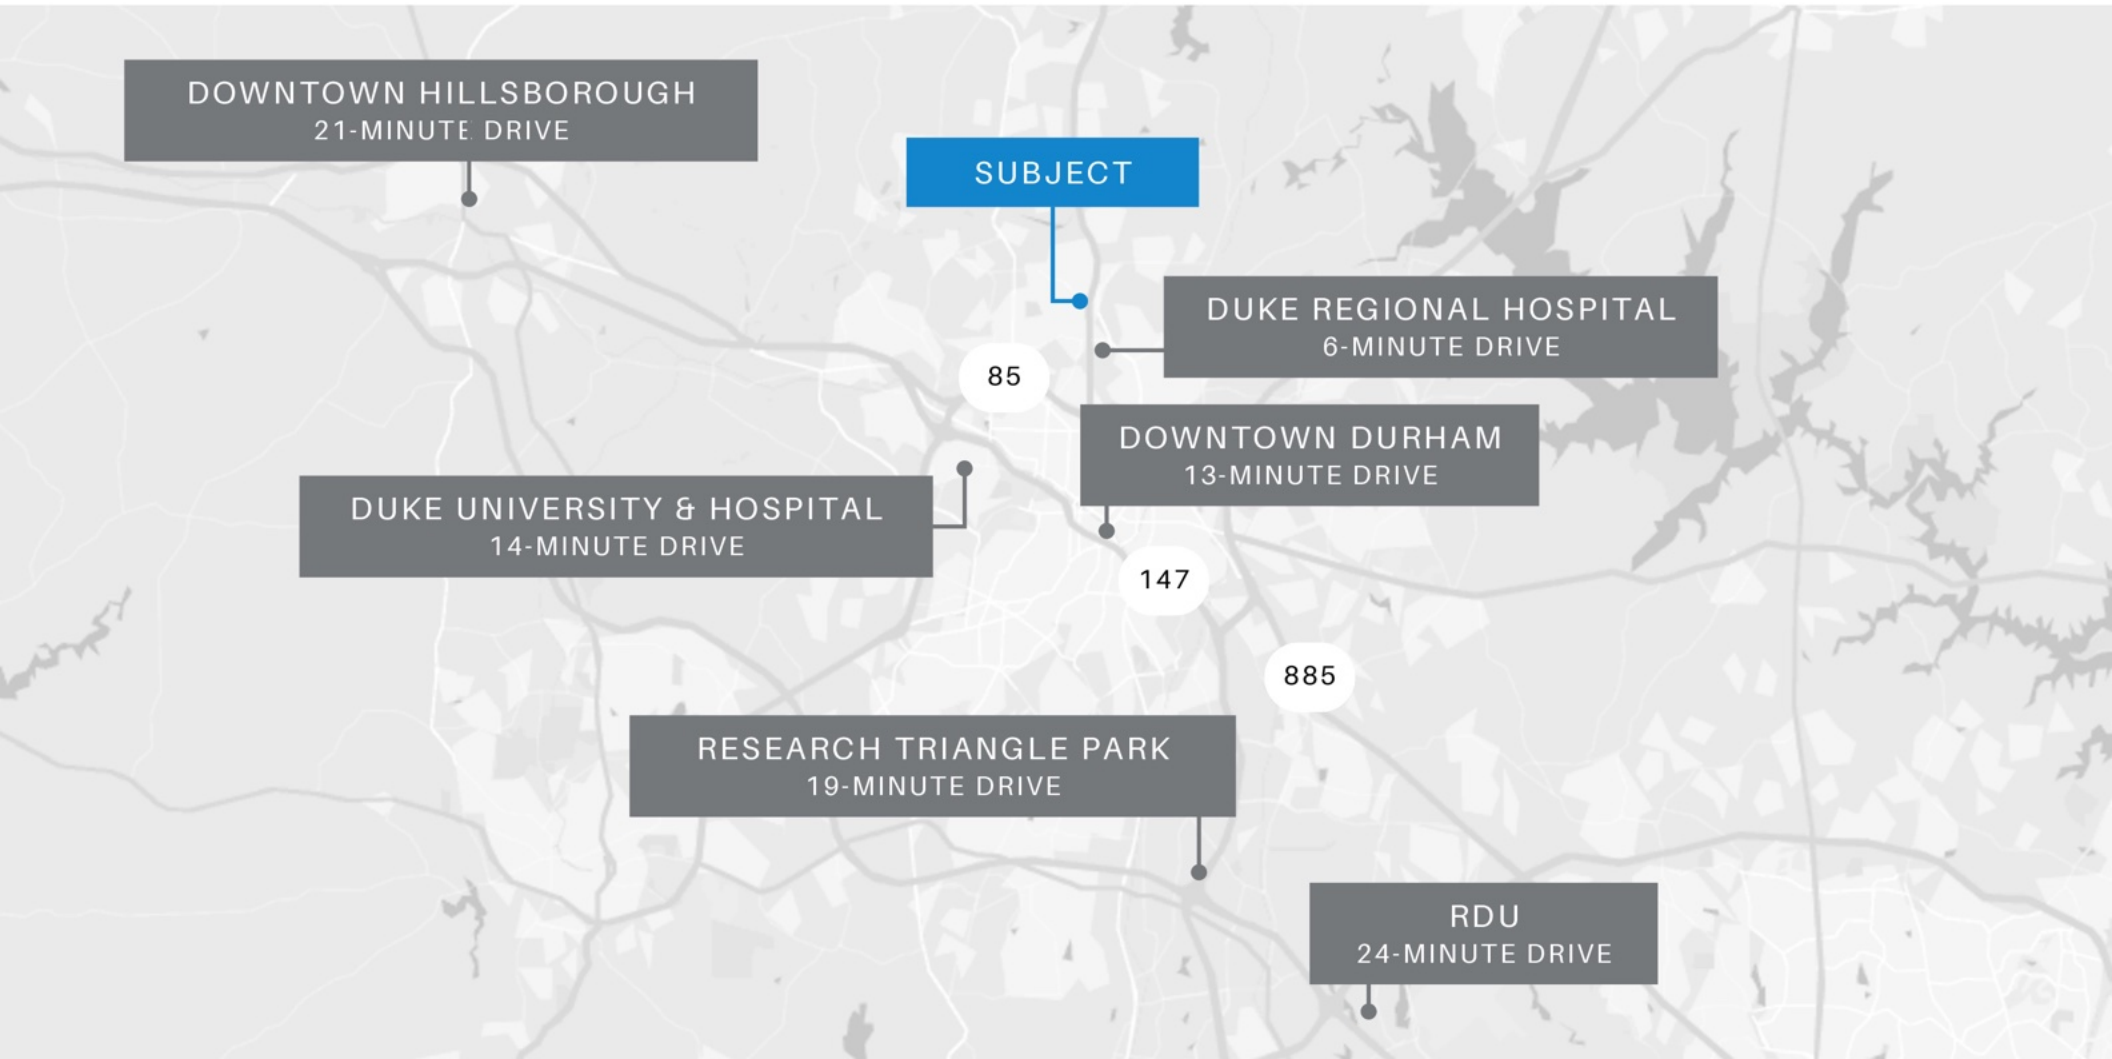 DOWNTOWN HILLSBOROUGH
21-MINUTE DRIVE
SUBJECT
DUKE REGIONAL HOSPITAL
6-MINUTE DRIVE
85
DOWNTOWN DURHAM
13-MINUTE DRIVE
DUKE UNIVERSITY & HOSPITAL
14-MINUTE DRIVE
147
885
RESEARCH TRIANGLE PARK
19-MINUTE DRIVE
RDU
24-MINUTE DRIVE